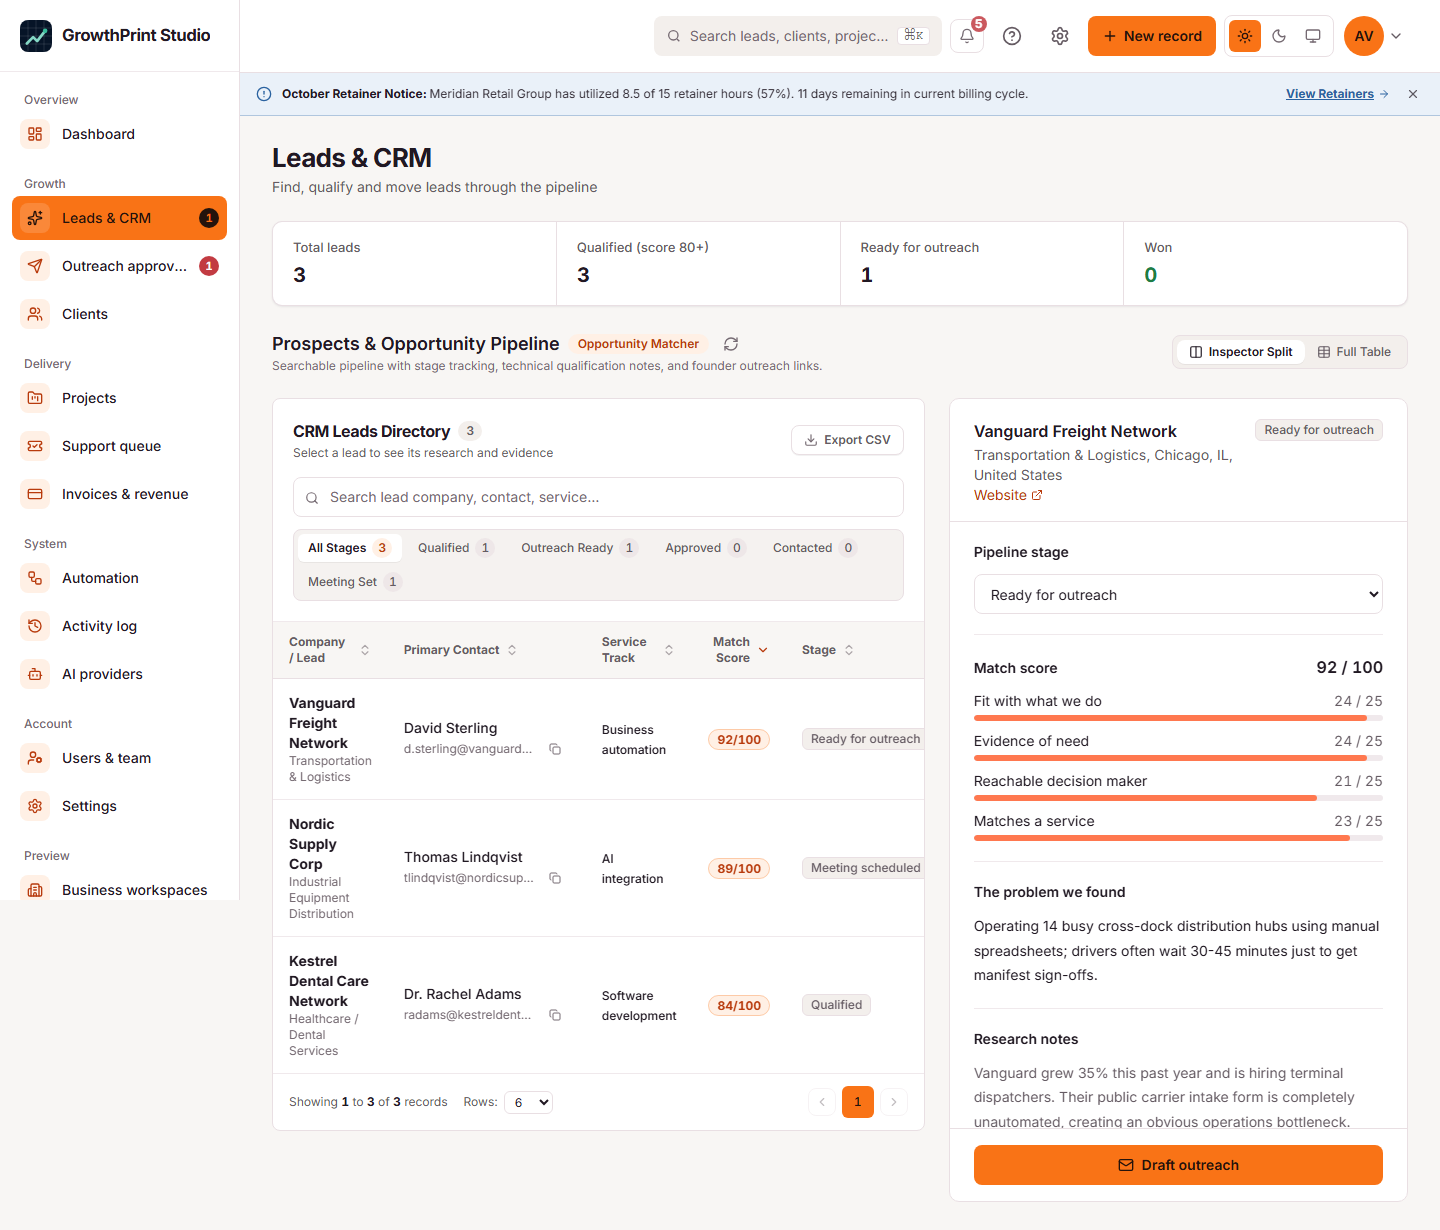 GrowthPrint Studio
Search leads, clients, projec...
⌘K
5
New record
AV
October Retainer Notice: Meridian Retail Group has utilized 8.5 of 15 retainer hours (57%). 11 days remaining in current billing cycle.
View Retainers
Overview
Dashboard
Growth
Leads & CRM
1
Outreach approv...
1
Clients
Delivery
Projects
Support queue
Invoices & revenue
System
Automation
Activity log
AI providers
Account
Users & team
Settings
Preview
Business workspaces
Leads & CRM
Find, qualify and move leads through the pipeline
Total leads
3
Qualified (score 80+)
3
Ready for outreach
1
Won
0
Prospects & Opportunity Pipeline
Opportunity Matcher
Searchable pipeline with stage tracking, technical qualification notes, and founder outreach links.
Inspector Split
Full Table
CRM Leads Directory
3
Select a lead to see its research and evidence
Export CSV
Search lead company, contact, service...
All Stages 3
Qualified 1
Outreach Ready 1
Approved 0
Contacted 0
Meeting Set 1
Company
/ Lead
Primary Contact
Service
Track
Match
Score
Stage
Vanguard
Freight
Network
Transportation
& Logistics
David Sterling
d.sterling@vanguard...
Business
automation
92/100
Ready for outreach
Nordic
Supply
Corp
Industrial
Equipment
Distribution
Thomas Lindqvist
tlindqvist@nordicsup...
AI
integration
89/100
Meeting scheduled
Kestrel
Dental Care
Network
Healthcare /
Dental
Services
Dr. Rachel Adams
radams@kestreldent...
Software
development
84/100
Qualified
Showing 1 to 3 of 3 records
Rows:
6
1
Vanguard Freight Network
Ready for outreach
Transportation & Logistics, Chicago, IL,
United States
Website
Pipeline stage
Ready for outreach
Match score
92 / 100
Fit with what we do
24 / 25
Evidence of need
24 / 25
Reachable decision maker
21 / 25
Matches a service
23 / 25
The problem we found
Operating 14 busy cross-dock distribution hubs using manual
spreadsheets; drivers often wait 30-45 minutes just to get
manifest sign-offs.
Research notes
Vanguard grew 35% this past year and is hiring terminal
dispatchers. Their public carrier intake form is completely
unautomated, creating an obvious operations bottleneck.
Draft outreach